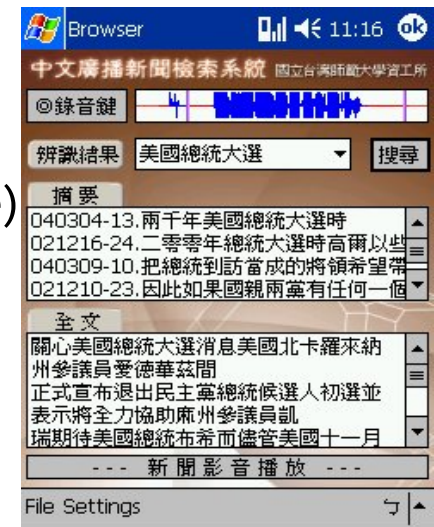 Browser 11:16 ok
中文廣播新聞檢索系統 國立台灣師範大學資工所
◎錄音鍵
辨識結果 美國總統大選 搜尋
)
摘要
040304-13.兩千年美國總統大選時
021216-24.二零零年總統大選時高爾以些
040309-10.把總統到訪當成的將領希望帶
021210-23.因此如果國親兩黨有任何一個
全文
關心美國總統大選消息美國北卡羅來納
州參議員愛德華茲間
正式宣布退出民主黨總統候選人初選並
表示將全力協助麻州參議員凱
瑞期待美國總統布希而儘管美國十一月
--- 新聞影音播放 ---
File Settings ㄅ